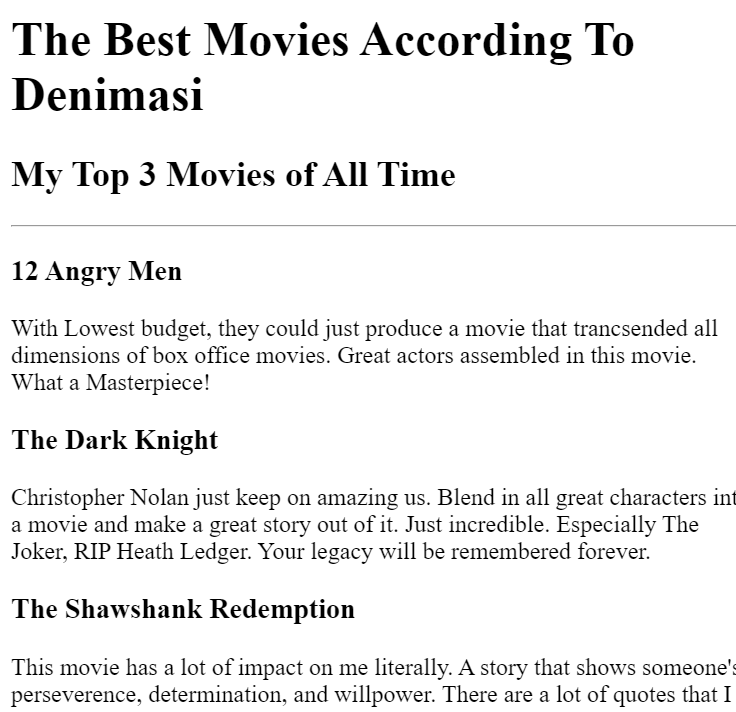 The Best Movies According To
Denimasi
My Top 3 Movies of All Time
12 Angry Men
With Lowest budget, they could just produce a movie that trancsended all
dimensions of box office movies. Great actors assembled in this movie.
What a Masterpiece!
The Dark Knight
Christopher Nolan just keep on amazing us. Blend in all great characters int
a movie and make a great story out of it. Just incredible. Especially The
Joker, RIP Heath Ledger. Your legacy will be remembered forever.
The Shawshank Redemption
This movie has a lot of impact on me literally. A story that shows someone's
perseverence, determination, and willpower. There are a lot of quotes that I